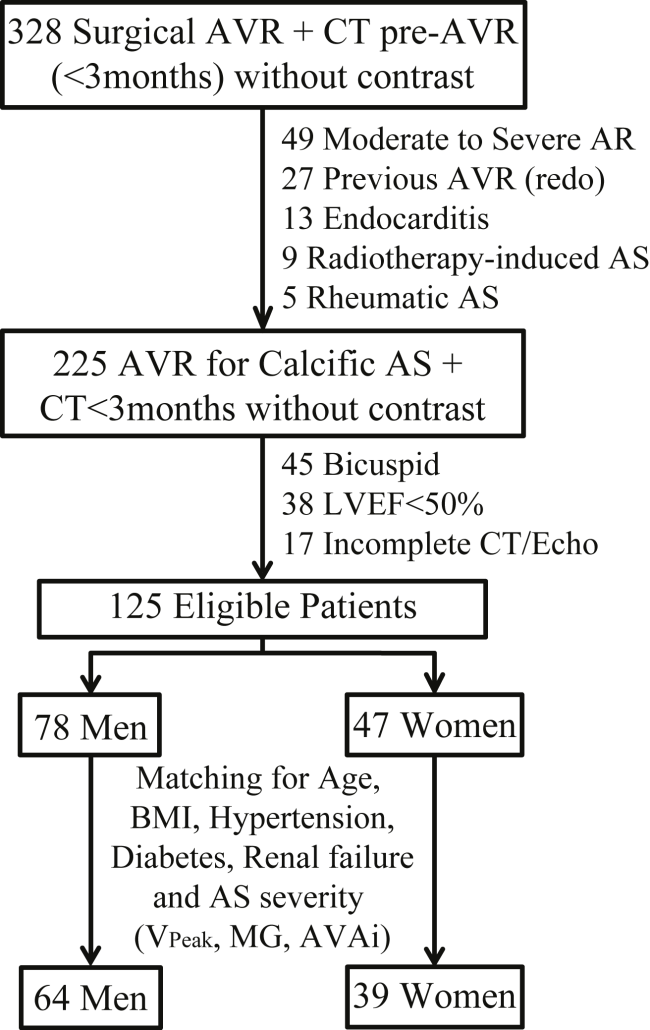 328 Surgical AVR + CT pre-AVR
(<3months) without contrast
49 Moderate to Severe AR
27 Previous AVR (redo)
13 Endocarditis
9 Radiotherapy-induced AS
5 Rheumatic AS
225 AVR for Calcific AS +
CT<3months without contrast
45 Bicuspid
38 LVEF<50%
17 Incomplete CT/Echo
125 Eligible Patients
78 Men
47 Women
Matching for Age,
BMI, Hypertension,
Diabetes, Renal failure
and AS severity
(VPeak, MG, AVAi)
64 Men
39 Women